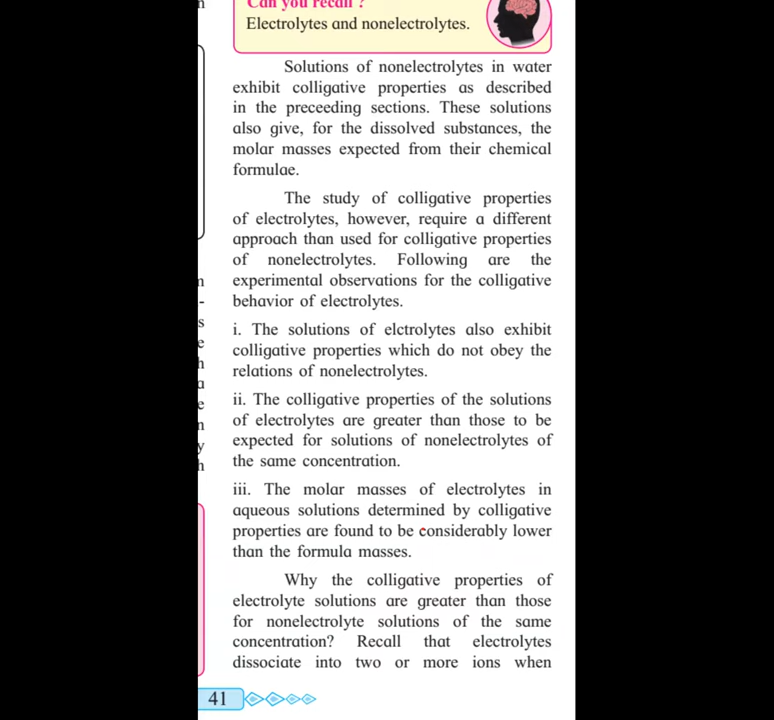 Can you recall ?
Electrolytes and nonelectrolytes.
Solutions of nonelectrolytes in water
exhibit colligative properties as described
in the preceeding sections. These solutions
also give, for the dissolved substances, the
molar masses expected from their chemical
formulae.
The study of colligative properties
of electrolytes, however, require a different
approach than used for colligative properties
of nonelectrolytes. Following are the
experimental observations for the colligative
behavior of electrolytes.
i. The solutions of elctrolytes also exhibit
colligative properties which do not obey the
relations of nonelectrolytes.
ii. The colligative properties of the solutions
of electrolytes are greater than those to be
expected for solutions of nonelectrolytes of
the same concentration.
iii. The molar masses of electrolytes in
aqueous solutions determined by colligative
properties are found to be considerably lower
than the formula masses.
Why the colligative properties of
electrolyte solutions are greater than those
for nonelectrolyte solutions of the same
concentration? Recall that electrolytes
dissociate into two or more ions when
41